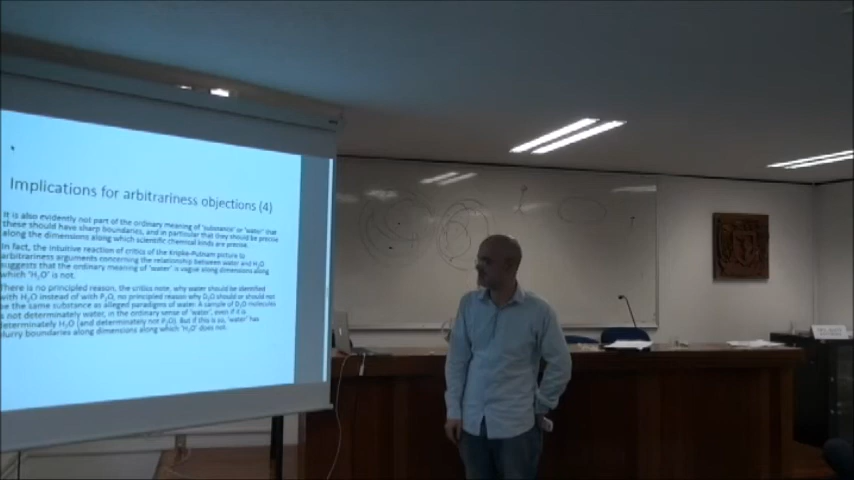 Implications for arbitrariness objections (4)
It is also evidently not part of the ordinary meaning of 'substance' or 'water' that
these should have sharp boundaries, and in particular that they should be precise
along the dimensions along which scientific chemical kinds are precise.
In fact, the intuitive reaction of critics of the Kripke-Putnam picture to
arbitrariness arguments concerning the relationship between water and H₂O
suggests that the ordinary meaning of 'water' is vague along dimensions along
which 'H₂O' is not.
There is no principled reason, the critics note, why water should be identified
with H₂O instead of with P₂O, no principled reason why D₂O should or should not
be the same substance as alleged paradigms of water. A sample of D₂O molecules
is not determinately water, in the ordinary sense of 'water', even if it is
determinately H₂O (and determinately not P₂O). But if this is so, 'water' has
blurry boundaries along dimensions along which 'H₂O' does not.